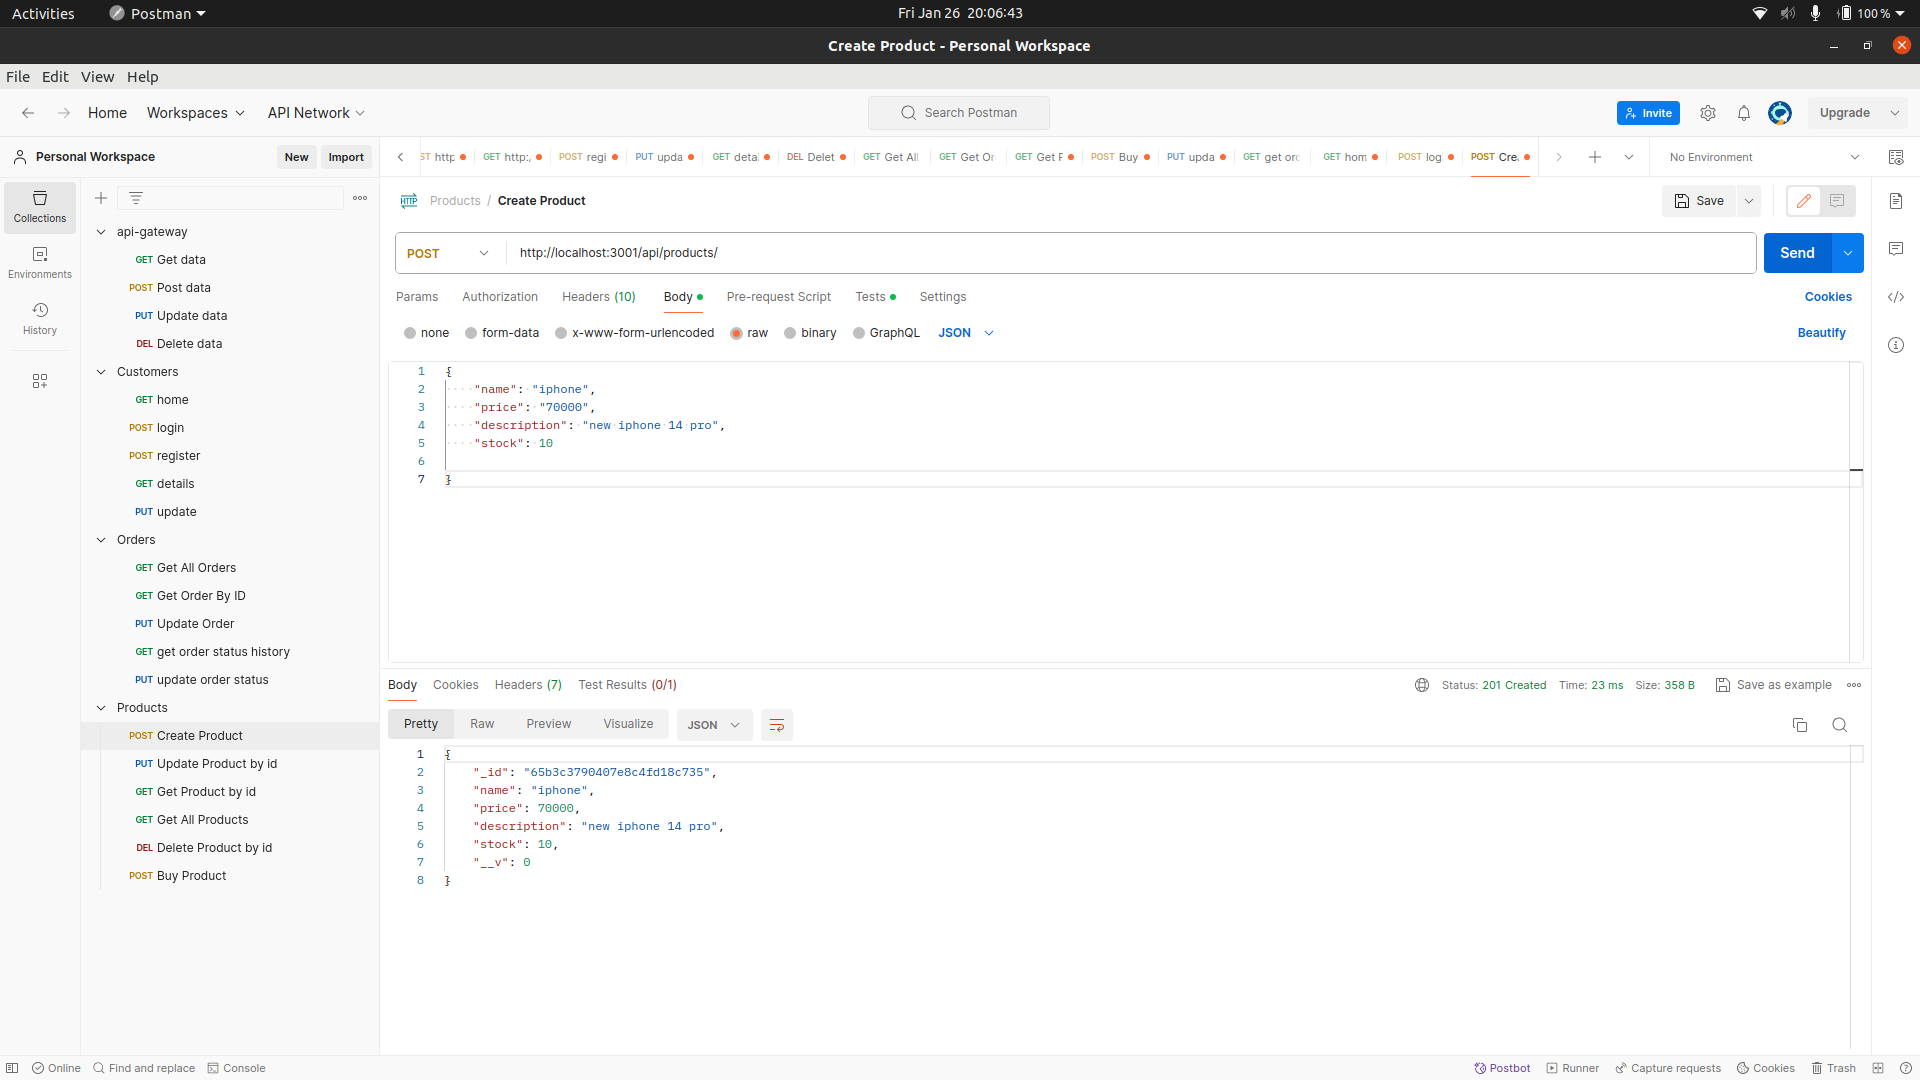 Activities Postman Fri Jan 26 20:06:43 100 %
Create Product - Personal Workspace
File Edit View Help
Home Workspaces API Network Search Postman Invite Upgrade
Personal Workspace New Import
http GET http:, POST regi PUT upda GET deta DEL Delet GET Get All GET Get Or GET Get F POST Buy PUT upda GET get ord GET hom POST log POST Cre No Environment
Collections
Environments
History
api-gateway
GET Get data
POST Post data
PUT Update data
DEL Delete data
Customers
GET home
POST login
POST register
GET details
PUT update
Orders
GET Get All Orders
GET Get Order By ID
PUT Update Order
GET get order status history
PUT update order status
Products
POST Create Product
PUT Update Product by id
GET Get Product by id
GET Get All Products
DEL Delete Product by id
POST Buy Product
HTTP Products / Create Product Save
POST http://localhost:3001/api/products/ Send
Params Authorization Headers (10) Body Pre-request Script Tests Settings Cookies
none form-data x-www-form-urlencoded raw binary GraphQL JSON Beautify
1 {
2 "name": "iphone",
3 "price": "70000",
4 "description": "new iphone 14 pro",
5 "stock": 10
6
7 }
Body Cookies Headers (7) Test Results (0/1) Status: 201 Created Time: 23 ms Size: 358 B Save as example
Pretty Raw Preview Visualize JSON
1 {
2 "_id": "65b3c3790407e8c4fd18c735",
3 "name": "iphone",
4 "price": 70000,
5 "description": "new iphone 14 pro",
6 "stock": 10,
7 "__v": 0
8 }
Online Find and replace Console Postbot Runner Capture requests Cookies Trash